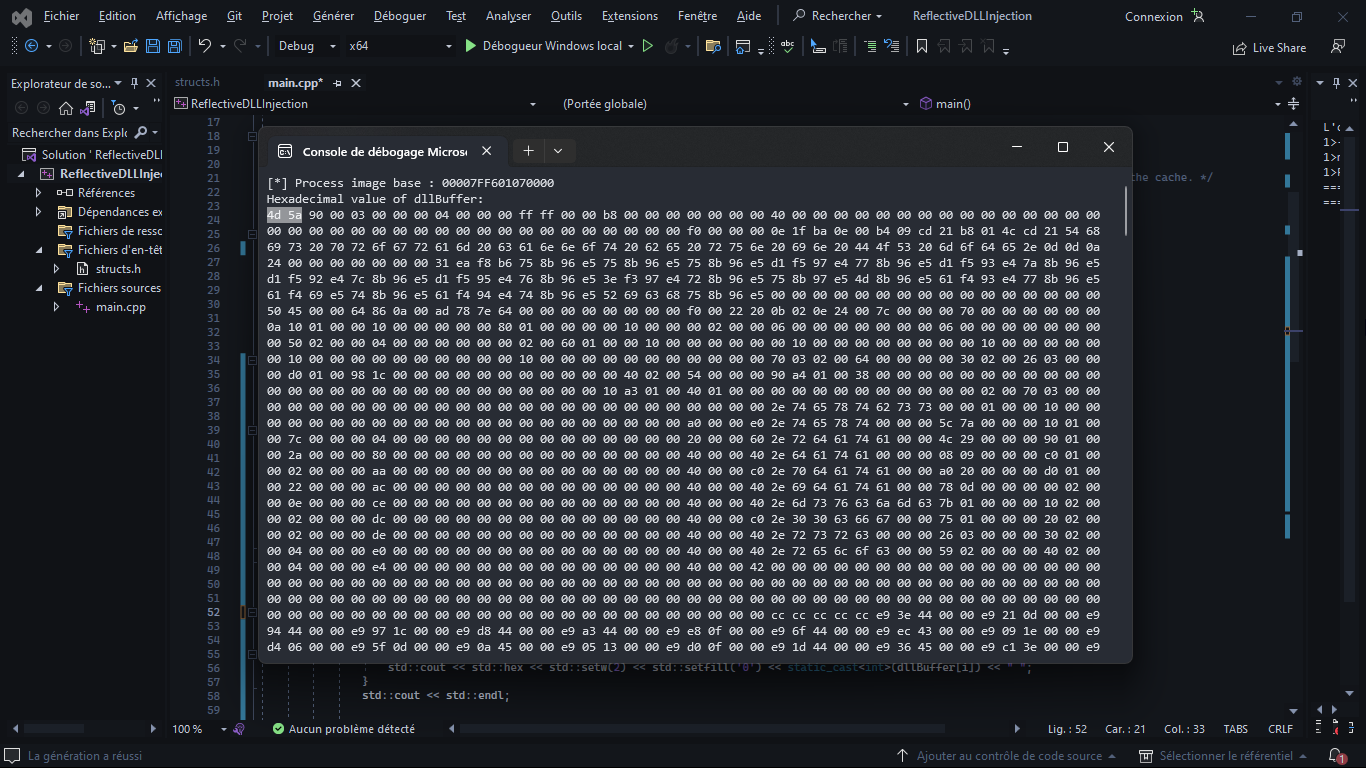 Fichier Edition Affichage Git Projet Générer Déboguer Test Analyser Outils Extensions Fenêtre Aide Rechercher ReflectiveDLLInjection Connexion
Debug x64 Débogueur Windows local Live Share
Explorateur de so...
structs.h main.cpp*
ReflectiveDLLInjection (Portée globale) main()
Rechercher dans Explo
Solution ' ReflectiveDLL
ReflectiveDLLInje
Références
Dépendances ex
Fichiers de resso
Fichiers d'en-têt
structs.h
Fichiers sources
main.cpp
17
18
19
20
21
22
23
24
25
26
27
28
29
30
31
32
33
34
35
36
37
38
39
40
41
42
43
44
45
46
47
48
49
50
51
52
53
54
55
56
57
58
59
he cache. */
Console de débogage Micros
[*] Process image base : 00007FF601070000
Hexadecimal value of dllBuffer:
4d 5a 90 00 03 00 00 00 04 00 00 00 ff ff 00 00 b8 00 00 00 00 00 00 00 40 00 00 00 00 00 00 00 00 00 00 00 00 00 00 00
00 00 00 00 00 00 00 00 00 00 00 00 00 00 00 00 00 00 00 00 f0 00 00 00 0e 1f ba 0e 00 b4 09 cd 21 b8 01 4c cd 21 54 68
69 73 20 70 72 6f 67 72 61 6d 20 63 61 6e 6e 6f 74 20 62 65 20 72 75 6e 20 69 6e 20 44 4f 53 20 6d 6f 64 65 2e 0d 0d 0a
24 00 00 00 00 00 00 00 31 ea f8 b6 75 8b 96 e5 75 8b 96 e5 75 8b 96 e5 d1 f5 97 e4 77 8b 96 e5 d1 f5 93 e4 7a 8b 96 e5
d1 f5 92 e4 7c 8b 96 e5 d1 f5 95 e4 76 8b 96 e5 3e f3 97 e4 72 8b 96 e5 75 8b 97 e5 4d 8b 96 e5 61 f4 93 e4 77 8b 96 e5
61 f4 69 e5 74 8b 96 e5 61 f4 94 e4 74 8b 96 e5 52 69 63 68 75 8b 96 e5 00 00 00 00 00 00 00 00 00 00 00 00 00 00 00 00
50 45 00 00 64 86 0a 00 ad 78 7e 64 00 00 00 00 00 00 00 00 f0 00 22 20 0b 02 0e 24 00 7c 00 00 00 70 00 00 00 00 00 00
0a 10 01 00 00 10 00 00 00 00 00 80 01 00 00 00 00 10 00 00 00 02 00 00 06 00 00 00 00 00 00 00 06 00 00 00 00 00 00 00
00 50 02 00 00 04 00 00 00 00 00 00 02 00 60 01 00 00 10 00 00 00 00 00 00 10 00 00 00 00 00 00 00 00 10 00 00 00 00 00
00 10 00 00 00 00 00 00 00 00 00 00 10 00 00 00 00 00 00 00 00 00 00 00 70 03 02 00 64 00 00 00 00 30 02 00 26 03 00 00
00 d0 01 00 98 1c 00 00 00 00 00 00 00 00 00 00 00 40 02 00 54 00 00 00 90 a4 01 00 38 00 00 00 00 00 00 00 00 00 00 00
00 00 00 00 00 00 00 00 00 00 00 00 00 00 00 00 10 a3 01 00 40 01 00 00 00 00 00 00 00 00 00 00 00 00 02 00 70 03 00 00
00 00 00 00 00 00 00 00 00 00 00 00 00 00 00 00 00 00 00 00 00 00 00 00 2e 74 65 78 74 62 73 73 00 00 01 00 00 10 00 00
00 00 00 00 00 00 00 00 00 00 00 00 00 00 00 00 00 00 00 00 a0 00 00 e0 2e 74 65 78 74 00 00 00 5c 7a 00 00 00 10 01 00
00 7c 00 00 00 04 00 00 00 00 00 00 00 00 00 00 00 00 00 00 20 00 00 60 2e 72 64 61 74 61 00 00 4c 29 00 00 00 90 01 00
00 2a 00 00 00 80 00 00 00 00 00 00 00 00 00 00 00 00 00 00 40 00 00 40 2e 64 61 74 61 00 00 00 08 09 00 00 00 c0 01 00
00 02 00 00 00 aa 00 00 00 00 00 00 00 00 00 00 00 00 00 00 40 00 00 c0 2e 70 64 61 74 61 00 00 a0 20 00 00 00 d0 01 00
00 22 00 00 00 ac 00 00 00 00 00 00 00 00 00 00 00 00 00 00 40 00 00 40 2e 69 64 61 74 61 00 00 78 0d 00 00 00 00 02 00
00 0e 00 00 00 ce 00 00 00 00 00 00 00 00 00 00 00 00 00 00 40 00 00 40 2e 6d 73 76 63 6a 6d 63 7b 01 00 00 00 10 02 00
00 02 00 00 00 dc 00 00 00 00 00 00 00 00 00 00 00 00 00 00 40 00 00 c0 2e 30 30 63 66 67 00 00 75 01 00 00 00 20 02 00
00 02 00 00 00 de 00 00 00 00 00 00 00 00 00 00 00 00 00 00 40 00 00 40 2e 72 73 72 63 00 00 00 26 03 00 00 00 30 02 00
00 04 00 00 00 e0 00 00 00 00 00 00 00 00 00 00 00 00 00 00 40 00 00 40 2e 72 65 6c 6f 63 00 00 59 02 00 00 00 40 02 00
00 04 00 00 00 e4 00 00 00 00 00 00 00 00 00 00 00 00 00 00 40 00 00 42 00 00 00 00 00 00 00 00 00 00 00 00 00 00 00 00
00 00 00 00 00 00 00 00 00 00 00 00 00 00 00 00 00 00 00 00 00 00 00 00 00 00 00 00 00 00 00 00 00 00 00 00 00 00 00 00
00 00 00 00 00 00 00 00 00 00 00 00 00 00 00 00 00 00 00 00 00 00 00 00 00 00 00 00 00 00 00 00 00 00 00 00 00 00 00 00
00 00 00 00 00 00 00 00 00 00 00 00 00 00 00 00 00 00 00 00 00 00 00 00 cc cc cc cc cc e9 3e 44 00 00 e9 21 0d 00 00 e9
94 44 00 00 e9 97 1c 00 00 e9 d8 44 00 00 e9 a3 44 00 00 e9 e8 0f 00 00 e9 6f 44 00 00 e9 ec 43 00 00 e9 09 1e 00 00 e9
d4 06 00 00 e9 5f 0d 00 00 e9 0a 45 00 00 e9 05 13 00 00 e9 d0 0f 00 00 e9 1d 44 00 00 e9 36 45 00 00 e9 c1 3e 00 00 e9
std::cout << std::hex << std::setw(2) << std::setfill('0') << static_cast<int>(dllBuffer[i]) << " ";
}
std::cout << std::endl;
L'c
1>-
1>r
1>F
===
===
100 % Aucun problème détecté Lig. : 52 Car. : 21 Col. : 33 TABS CRLF
La génération a réussi Ajouter au contrôle de code source Sélectionner le référentiel 1